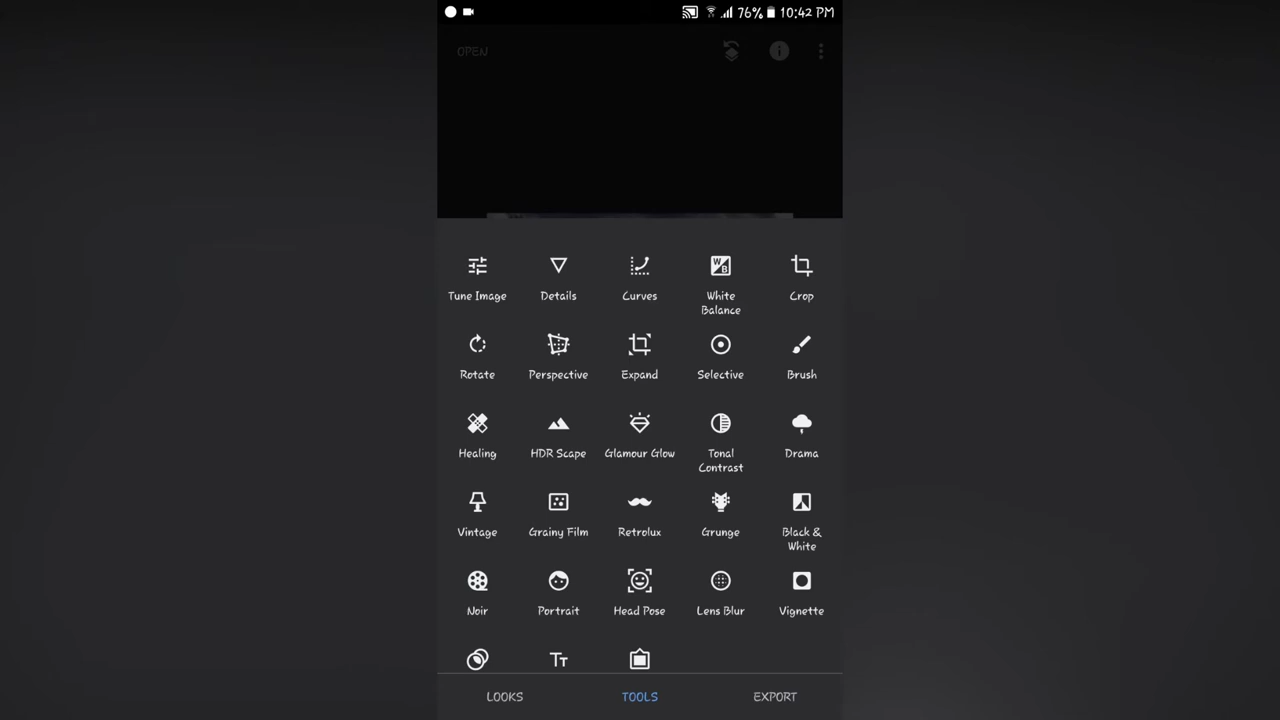 76% 10:42 PM
OPEN
Tune Image Details Curves White Balance Crop
Rotate Perspective Expand Selective Brush
Healing HDR Scape Glamour Glow Tonal Contrast Drama
Vintage Grainy Film Retrolux Grunge Black & White
Noir Portrait Head Pose Lens Blur Vignette
LOOKS TOOLS EXPORT